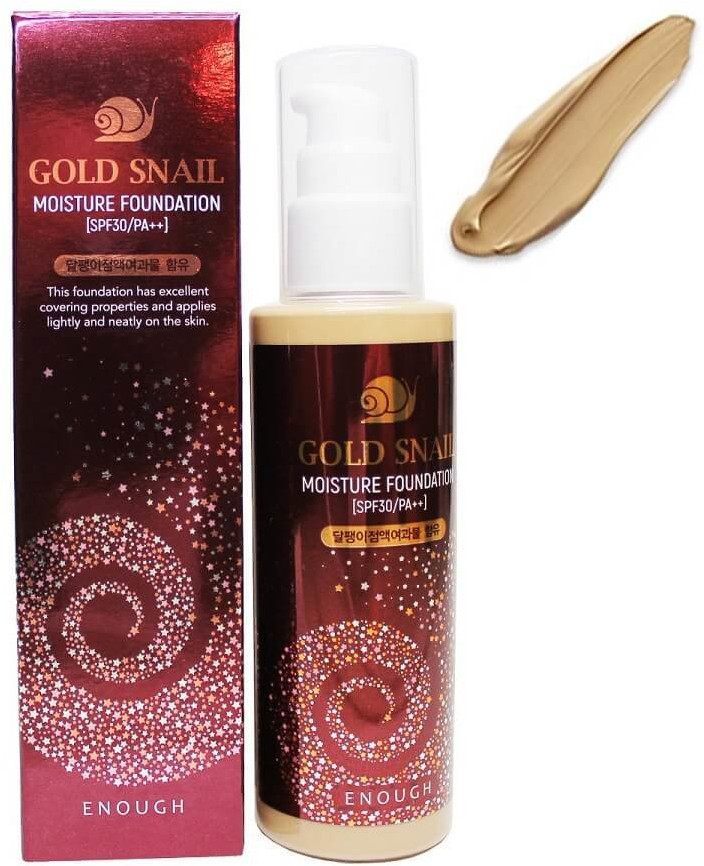 GOLD SNAIL
MOISTURE FOUNDATION
[SPF30/PA++]
달팽이점액여과물 함유
This foundation has excellent
covering properties and applies
lightly and neatly on the skin.
ENOUGH
GOLD SNAIL
MOISTURE FOUNDATION
[SPF30/PA++]
달팽이점액여과물 함유
ENOUGH